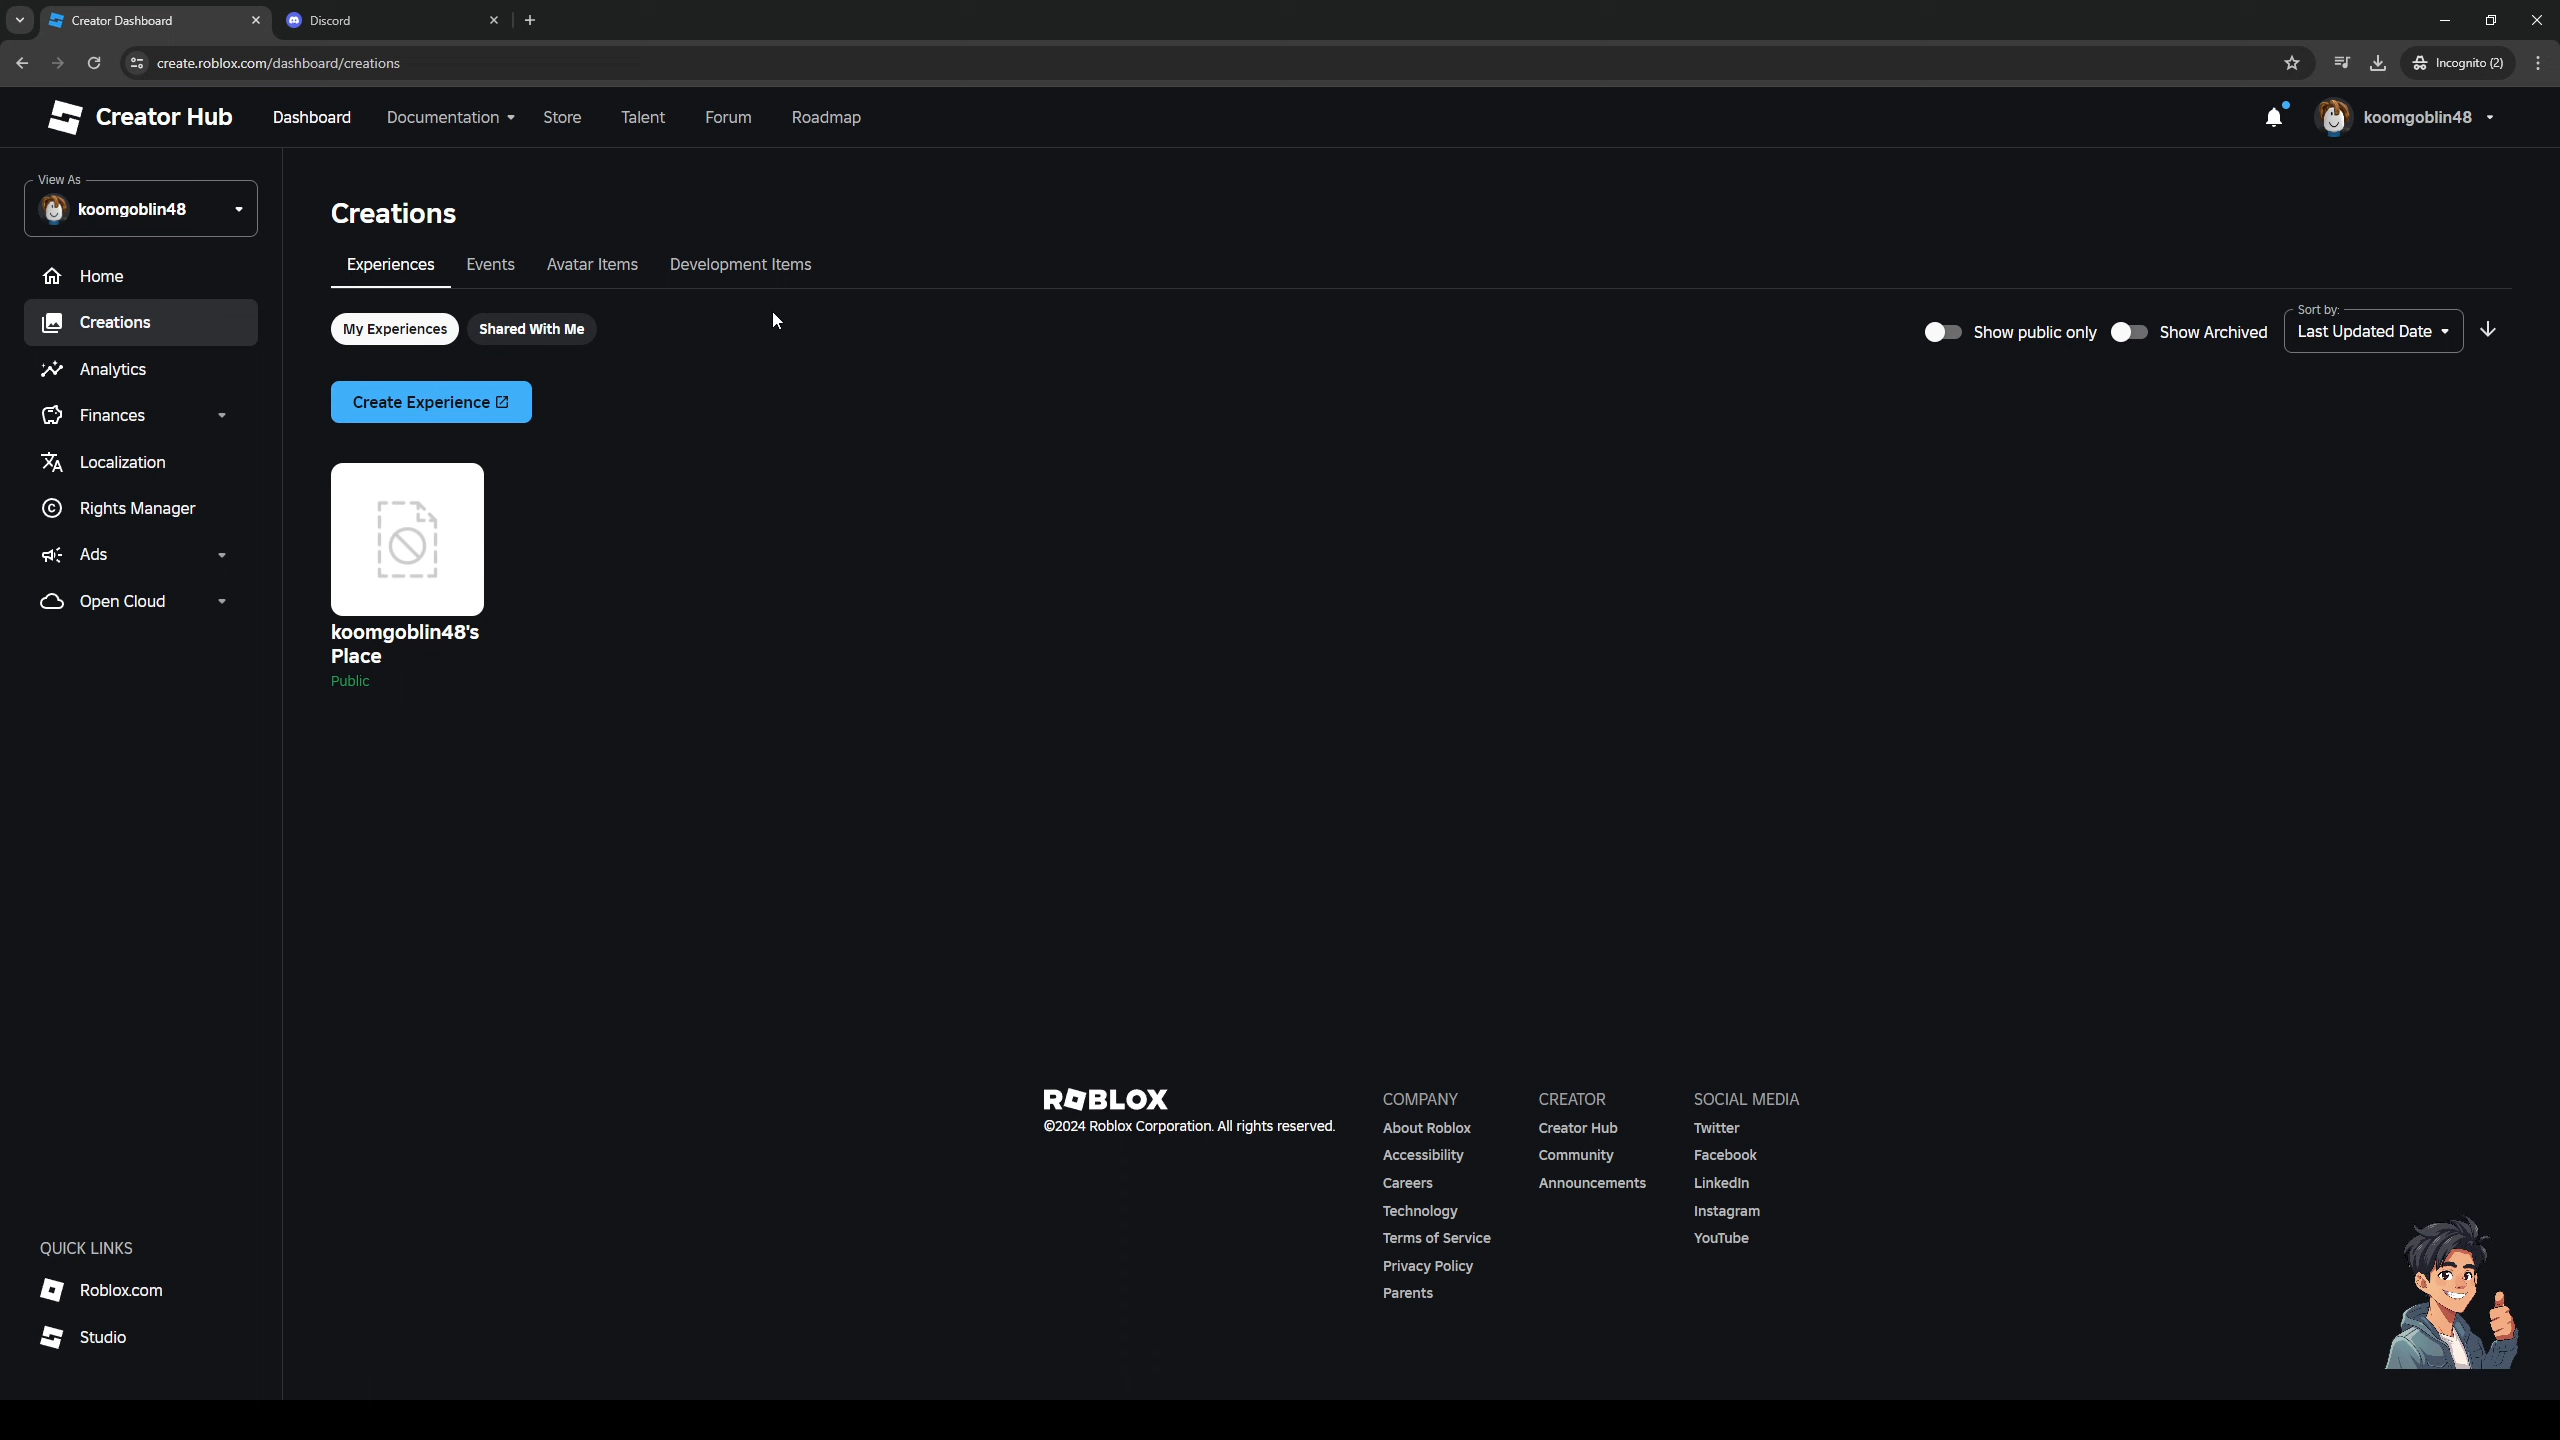 Creator Dashboard
Discord
create.roblox.com/dashboard/creations
Incognito (2)
Creator Hub
Dashboard
Documentation
Store
Talent
Forum
Roadmap
koomgoblin48
View As
koomgoblin48
Home
Creations
Analytics
Finances
Localization
Rights Manager
Ads
Open Cloud
QUICK LINKS
Roblox.com
Studio
Creations
Experiences
Events
Avatar Items
Development Items
My Experiences
Shared With Me
Show public only
Show Archived
Sort by:
Last Updated Date
Create Experience
koomgoblin48's
Place
Public
ROBLOX
©2024 Roblox Corporation. All rights reserved.
COMPANY
About Roblox
Accessibility
Careers
Technology
Terms of Service
Privacy Policy
Parents
CREATOR
Creator Hub
Community
Announcements
SOCIAL MEDIA
Twitter
Facebook
LinkedIn
Instagram
YouTube